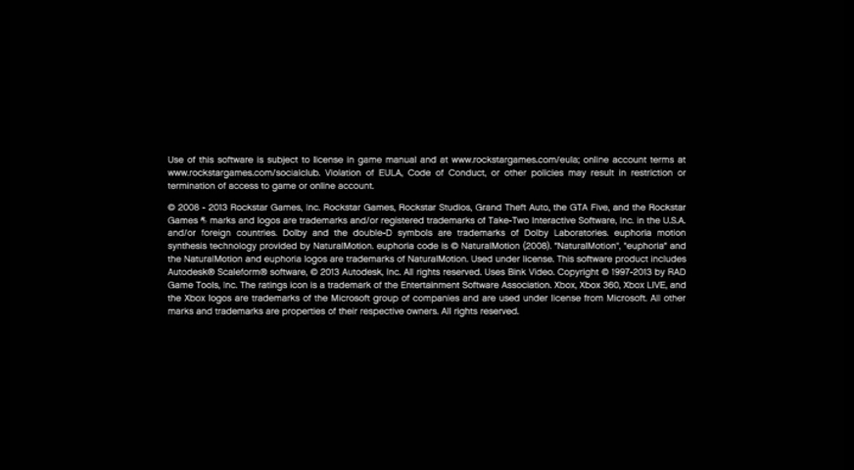 Use of this software is subject to license in game manual and at www.rockstargames.com/eula; online account terms at
www.rockstargames.com/socialclub. Violation of EULA, Code of Conduct, or other policies may result in restriction or
termination of access to game or online account.
© 2008 - 2013 Rockstar Games, Inc. Rockstar Games, Rockstar Studios, Grand Theft Auto, the GTA Five, and the Rockstar
Games R* marks and logos are trademarks and/or registered trademarks of Take-Two Interactive Software, Inc. in the U.S.A.
and/or foreign countries. Dolby and the double-D symbols are trademarks of Dolby Laboratories. euphoria motion
synthesis technology provided by NaturalMotion. euphoria code is © NaturalMotion (2008). "NaturalMotion", "euphoria" and
the NaturalMotion and euphoria logos are trademarks of NaturalMotion. Used under license. This software product includes
Autodesk® Scaleform® software, © 2013 Autodesk, Inc. All rights reserved. Uses Bink Video. Copyright © 1997-2013 by RAD
Game Tools, Inc. The ratings icon is a trademark of the Entertainment Software Association. Xbox, Xbox 360, Xbox LIVE, and
the Xbox logos are trademarks of the Microsoft group of companies and are used under license from Microsoft. All other
marks and trademarks are properties of their respective owners. All rights reserved.